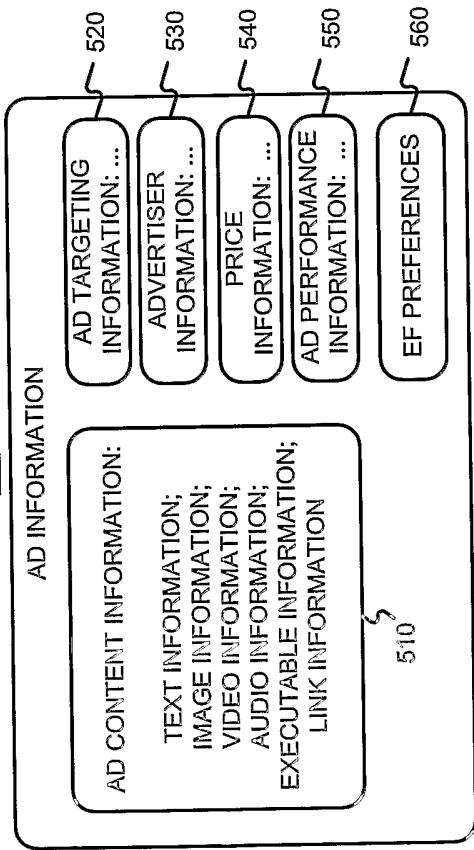 AD INFORMATION
AD CONTENT INFORMATION:
TEXT INFORMATION;
IMAGE INFORMATION;
VIDEO INFORMATION;
AUDIO INFORMATION;
EXECUTABLE INFORMATION;
LINK INFORMATION
510
AD TARGETING
INFORMATION: ...
520
ADVERTISER
INFORMATION: ...
530
PRICE
INFORMATION: ...
540
AD PERFORMANCE
INFORMATION: ...
550
EF PREFERENCES
560